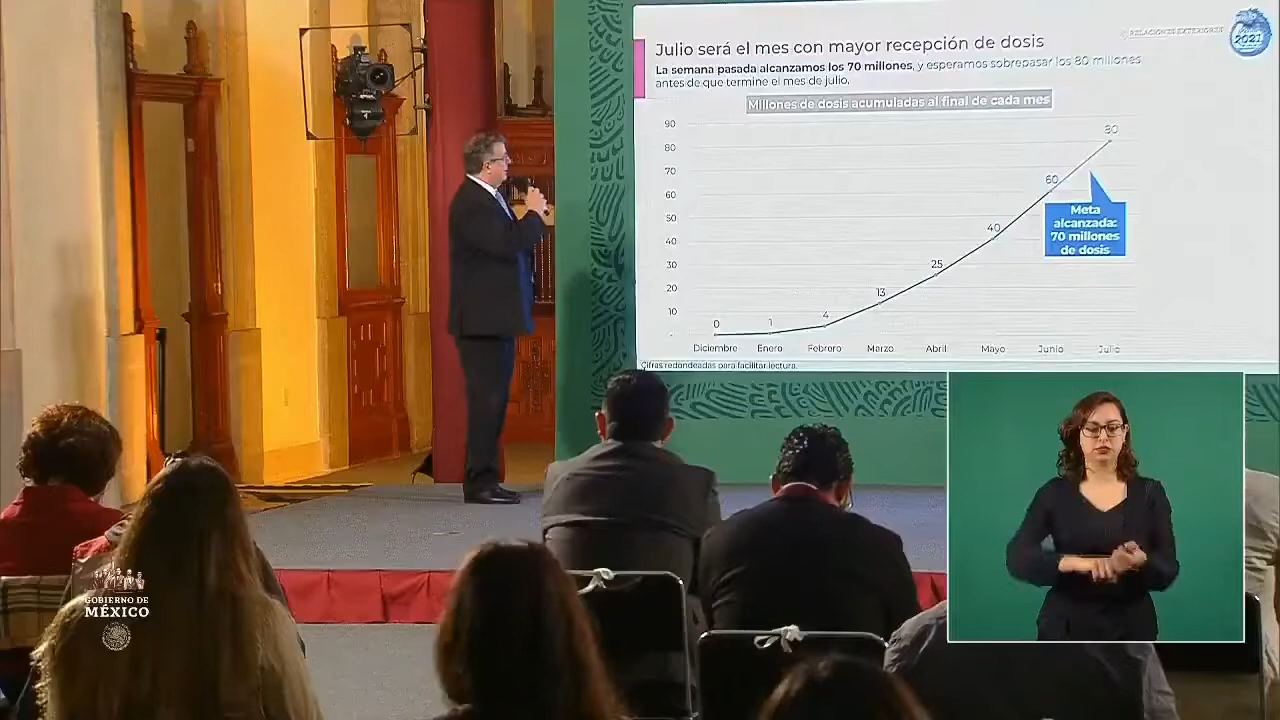 Julio será el mes con mayor recepción de dosis
RELACIONES EXTERIORES
2021
La semana pasada alcanzamos los 70 millones, y esperamos sobrepasar los 80 millones
antes de que termine el mes de julio.
Millones de dosis acumuladas al final de cada mes
90
80
70
60
50
40
30
20
10
-
0
1
4
13
25
40
60
80
Meta
alcanzada:
70 millones
de dosis
Diciembre Enero Febrero Marzo Abril Mayo Junio Julio
Cifras redondeadas para facilitar lectura.
GOBIERNO DE
MÉXICO